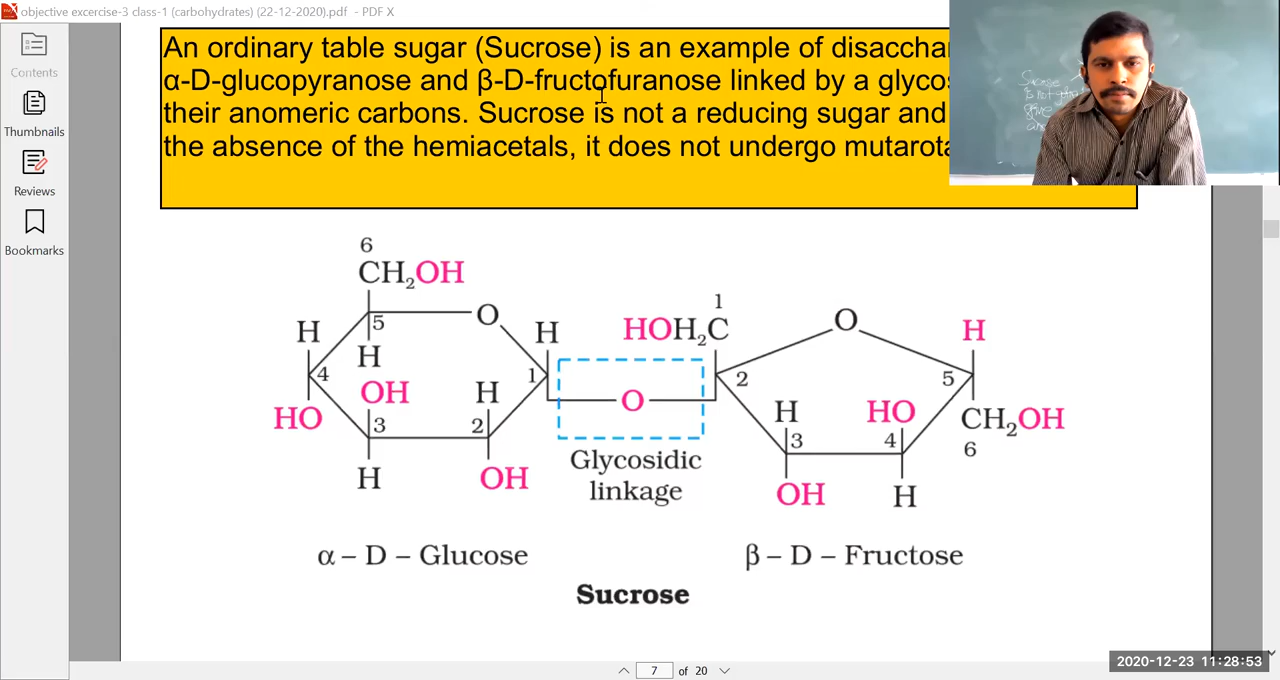 objective excercise-3 class-1 (carbohydrates) (22-12-2020).pdf - PDF X
Contents
Thumbnails
Reviews
Bookmarks
An ordinary table sugar (Sucrose) is an example of disacchar
α-D-glucopyranose and β-D-fructofuranose linked by a glycos
their anomeric carbons. Sucrose is not a reducing sugar and
the absence of the hemiacetals, it does not undergo mutarota
Sucrose
is not
give
6
CH₂OH
5
O
H
H
H
4
1
OH
H
HO
3
2
H
OH
O
Glycosidic
linkage
1
HOH₂C
O
H
2
5
H
HO
CH₂OH
3
4
6
OH
H
α – D – Glucose
β – D – Fructose
Sucrose
7 of 20
2020-12-23 11:28:53